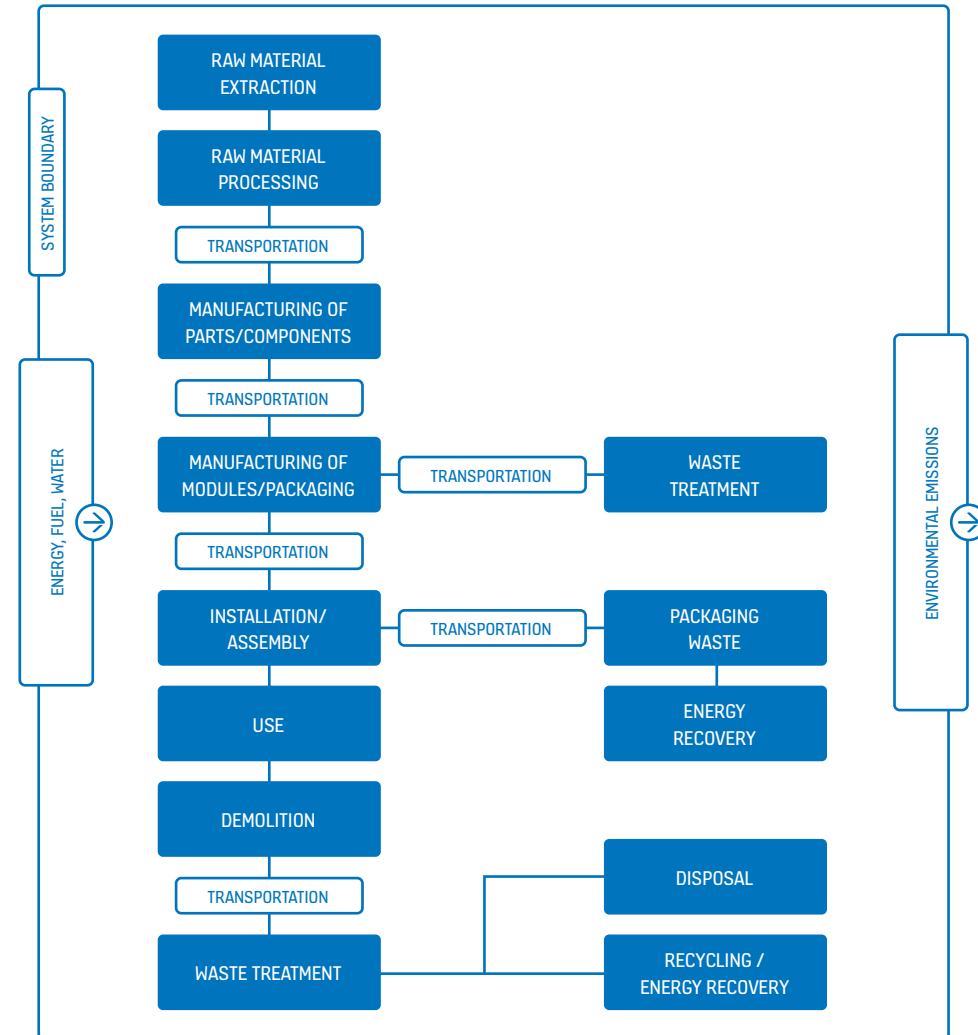 SYSTEM BOUNDARY
ENERGY, FUEL, WATER
RAW MATERIAL
EXTRACTION
RAW MATERIAL
PROCESSING
TRANSPORTATION
MANUFACTURING OF
PARTS/COMPONENTS
TRANSPORTATION
MANUFACTURING OF
MODULES/PACKAGING
TRANSPORTATION
WASTE
TREATMENT
TRANSPORTATION
INSTALLATION/
ASSEMBLY
TRANSPORTATION
PACKAGING
WASTE
USE
ENERGY
RECOVERY
DEMOLITION
TRANSPORTATION
DISPOSAL
WASTE TREATMENT
RECYCLING /
ENERGY RECOVERY
ENVIRONMENTAL EMISSIONS